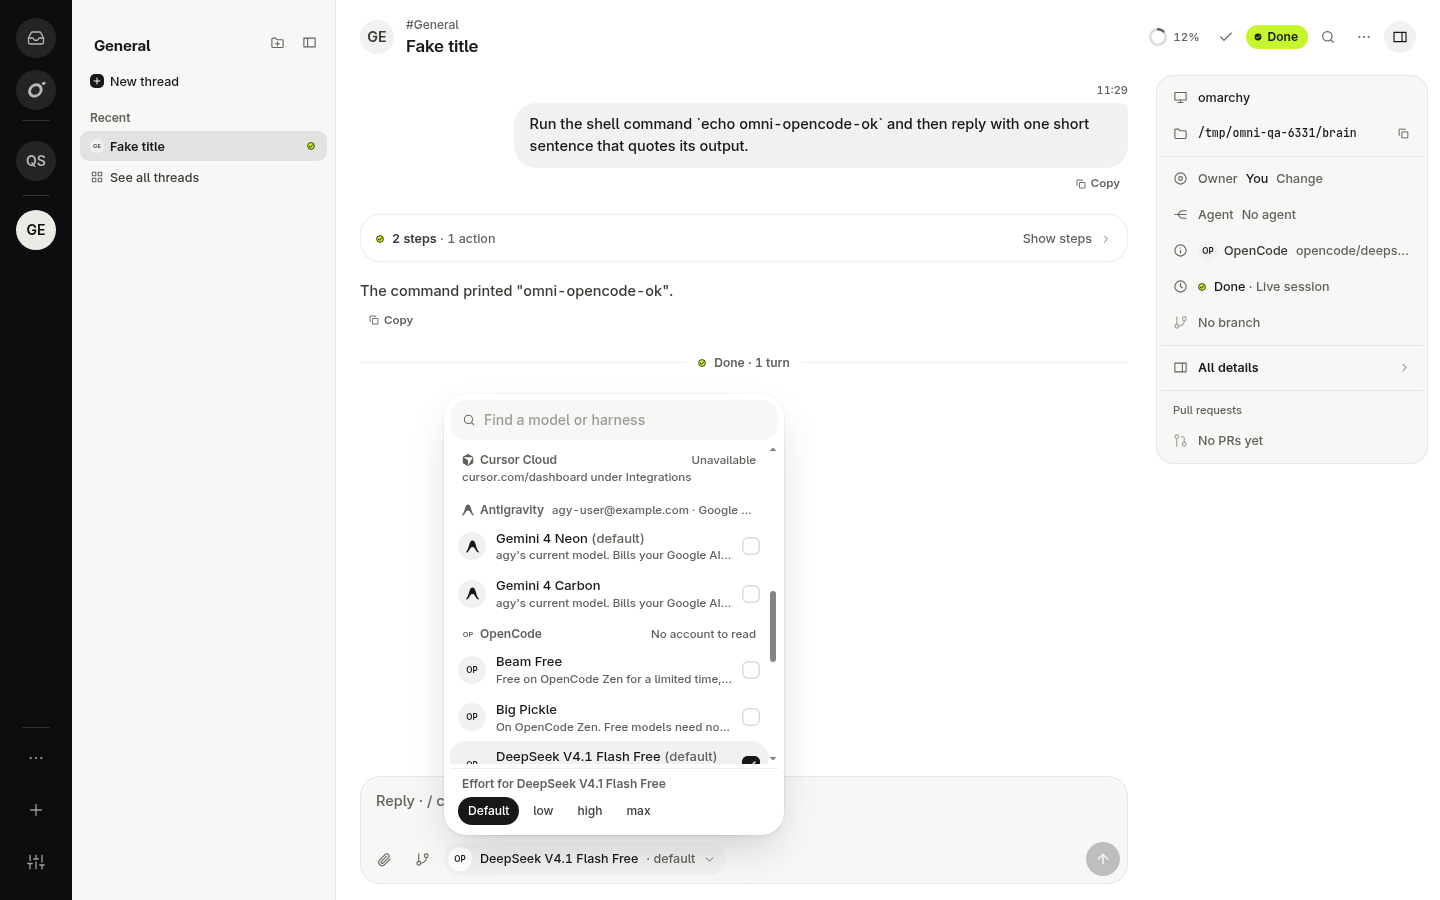 General
New thread
Recent
GE Fake title
See all threads
QS
GE
GE
#General
Fake title
12%
Done
11:29
Run the shell command `echo omni-opencode-ok` and then reply with one short
sentence that quotes its output.
Copy
2 steps · 1 action
Show steps
The command printed "omni-opencode-ok".
Copy
Done · 1 turn
Find a model or harness
Cursor Cloud Unavailable
cursor.com/dashboard under Integrations
Antigravity agy-user@example.com · Google ...
Gemini 4 Neon (default)
agy's current model. Bills your Google AI...
Gemini 4 Carbon
agy's current model. Bills your Google AI...
OP OpenCode No account to read
OP Beam Free
Free on OpenCode Zen for a limited time,...
OP Big Pickle
On OpenCode Zen. Free models need no...
OP DeepSeek V4.1 Flash Free (default)
Effort for DeepSeek V4.1 Flash Free
Default low high max
Reply · / c
OP DeepSeek V4.1 Flash Free · default
omarchy
/tmp/omni-qa-6331/brain
Owner You Change
Agent No agent
OP OpenCode opencode/deeps...
Done · Live session
No branch
All details
Pull requests
No PRs yet